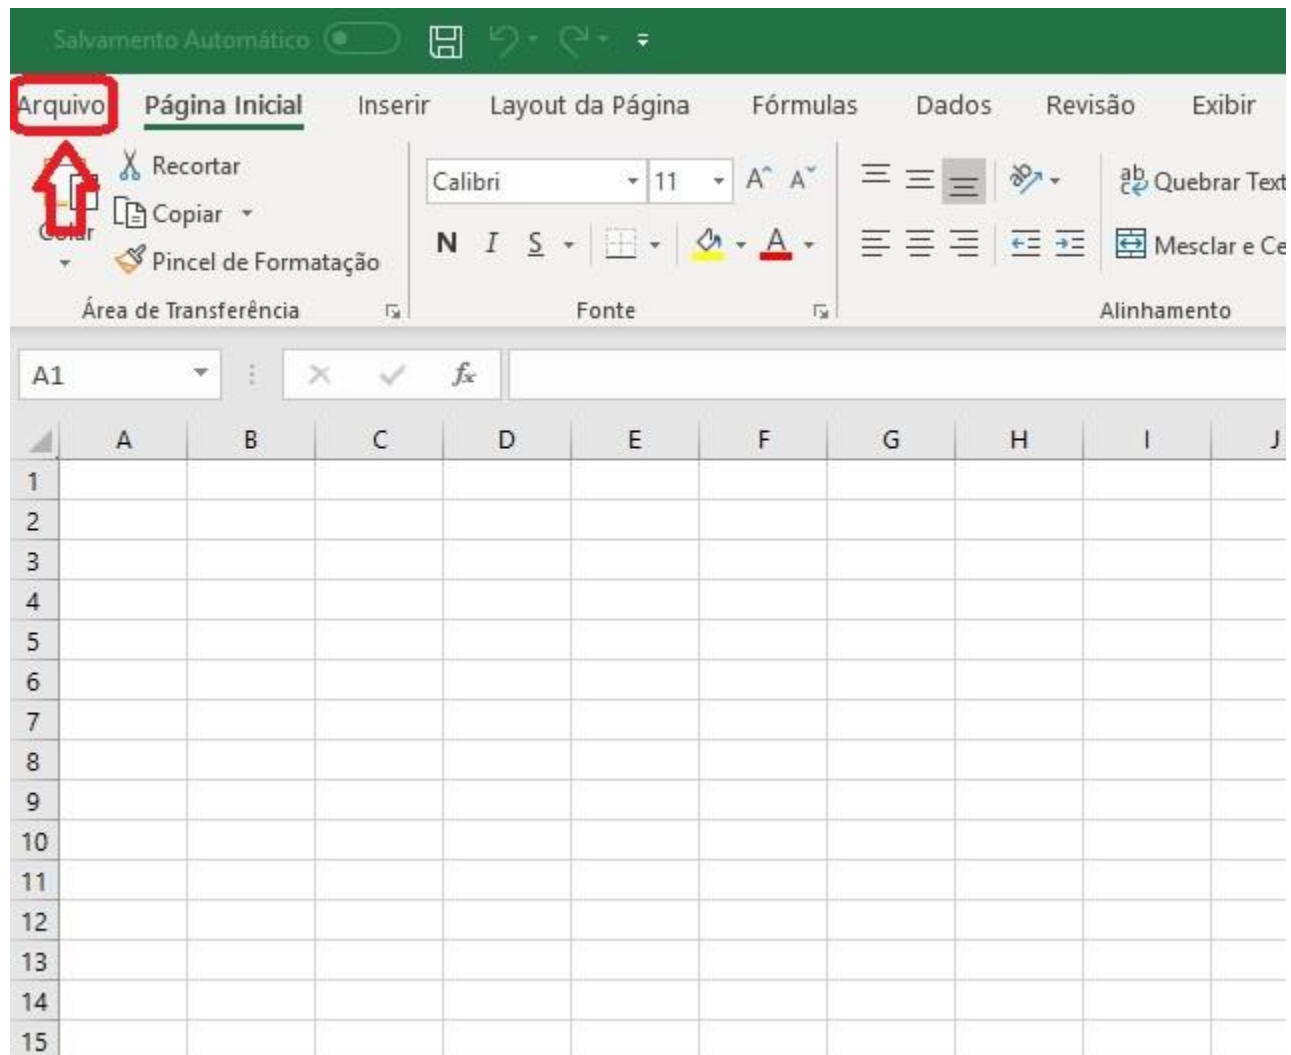 Salvamento Automático
Arquivo Página Inicial Inserir Layout da Página Fórmulas Dados Revisão Exibir
Recortar
Copiar
Pincel de Formatação
Colar
Área de Transferência
Calibri 11 A A
N I S A
Fonte
ab Quebrar Text
Mesclar e Ce
Alinhamento
A1 fx
A B C D E F G H I J
1
2
3
4
5
6
7
8
9
10
11
12
13
14
15